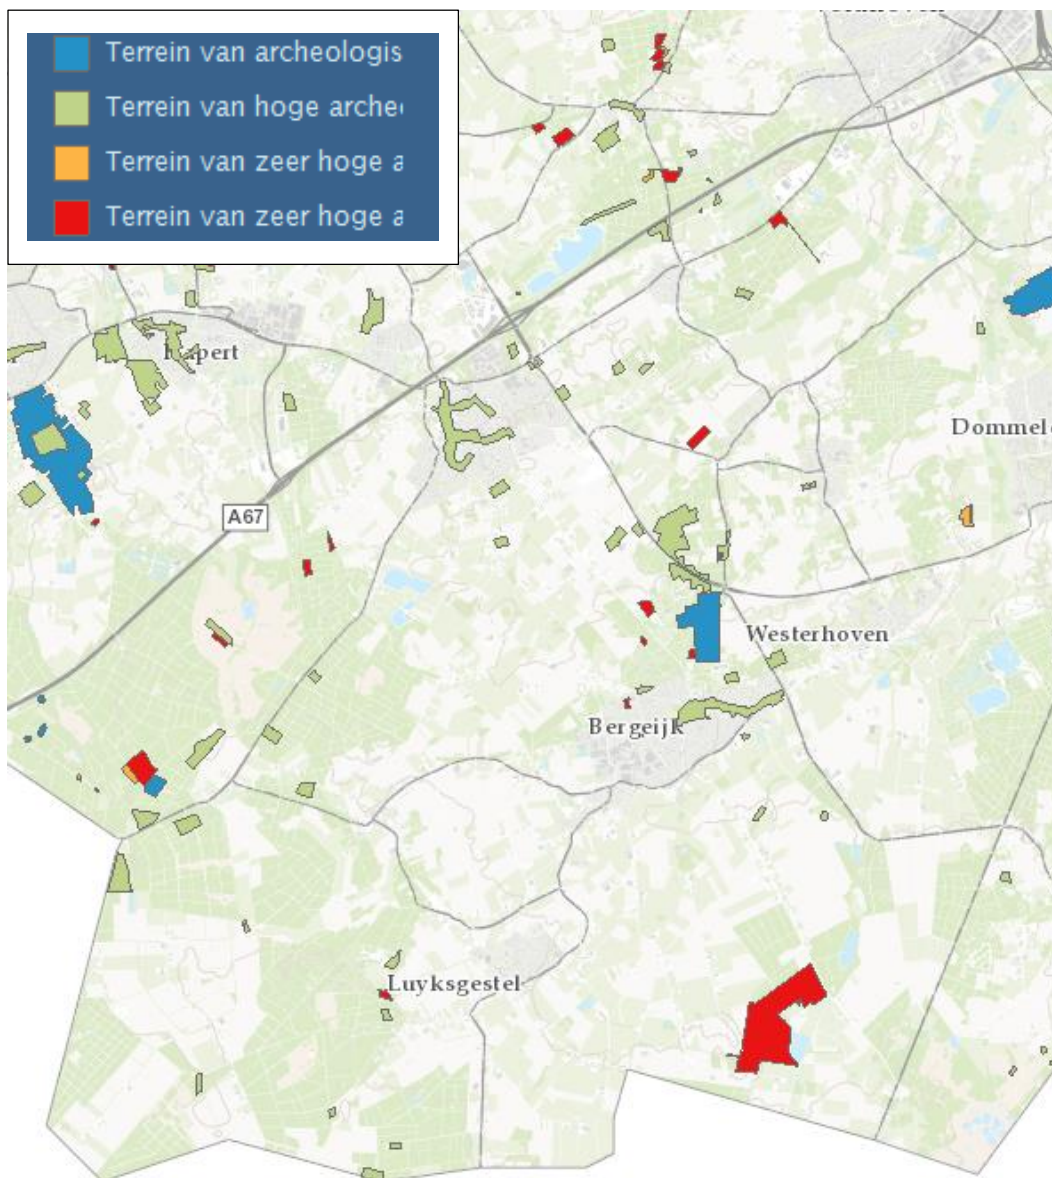 Terrein van archeologis
Terrein van hoge arche
Terrein van zeer hoge a
Terrein van zeer hoge a
A67
Westerhoven
Bergeijk
Luyksgestel